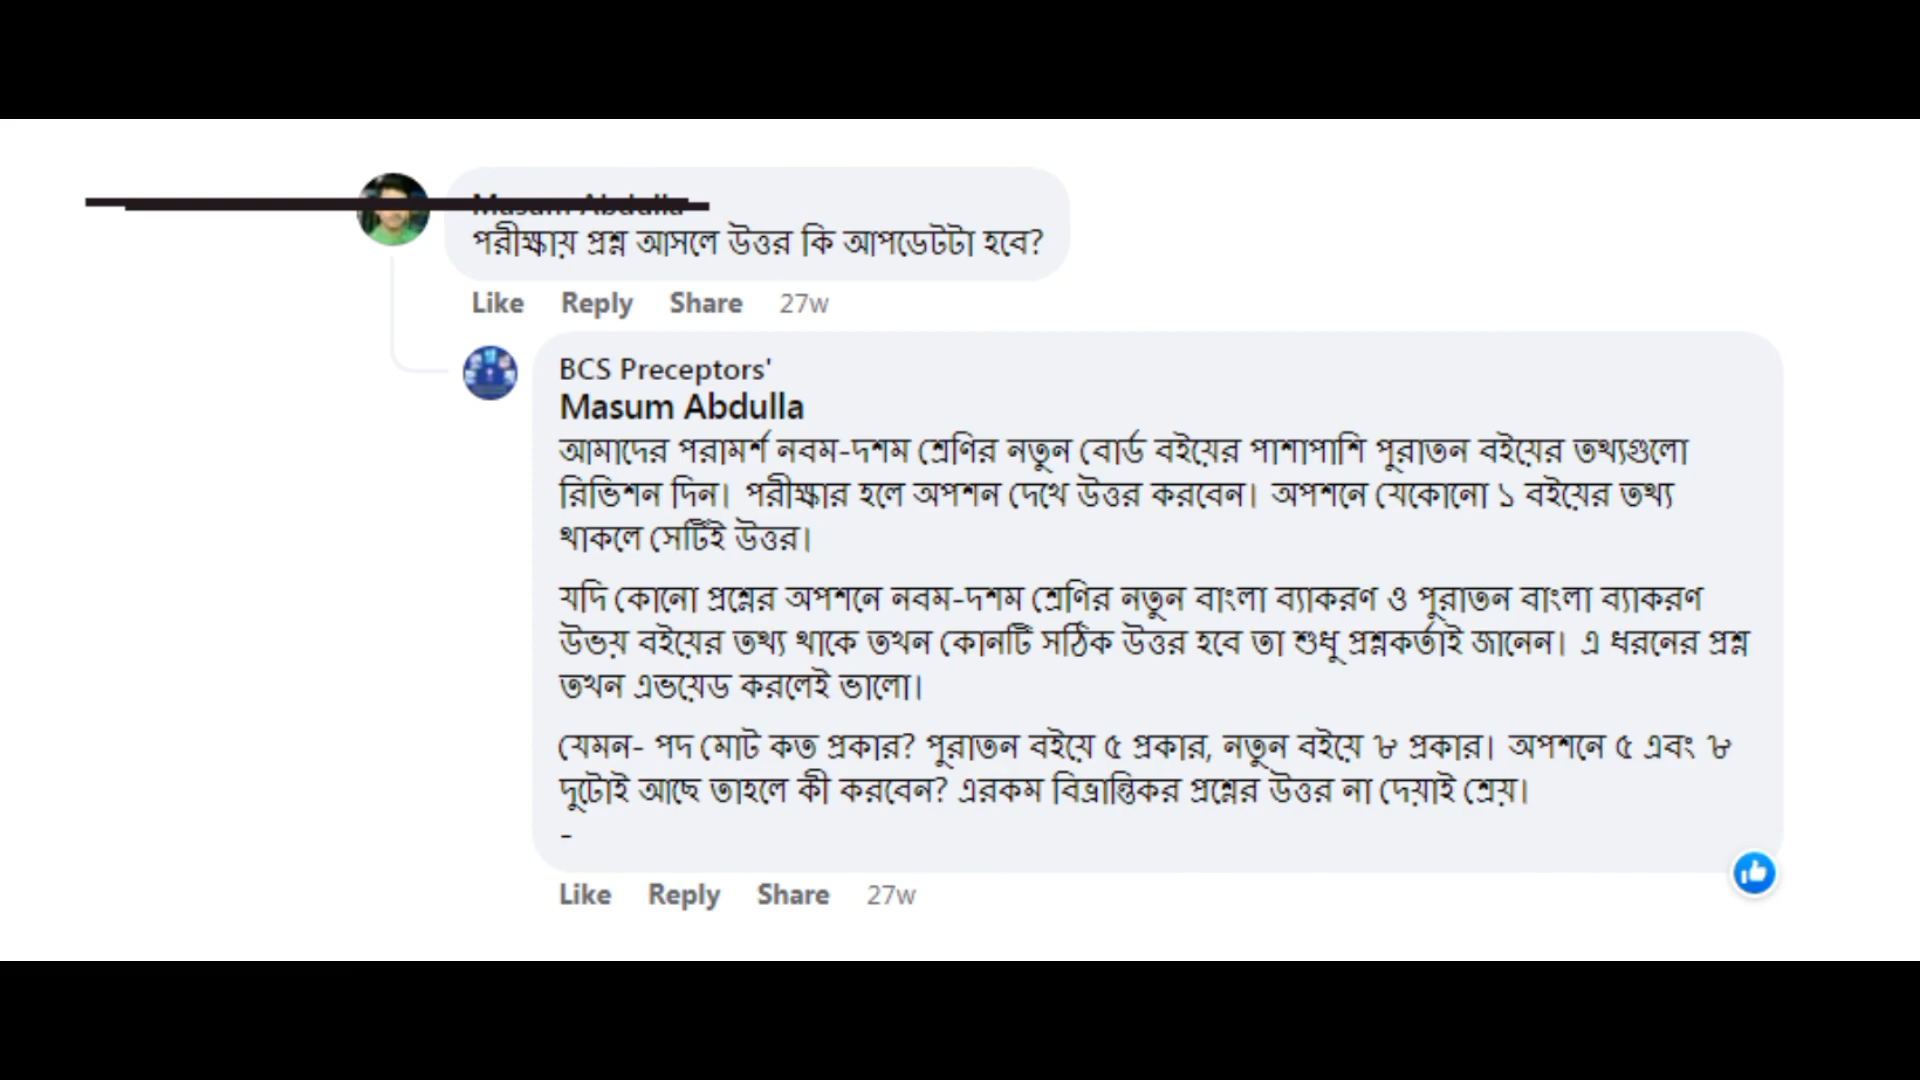 Masum Abdulla
পরীক্ষায় প্রশ্ন আসলে উত্তর কি আপডেটটা হবে?
Like Reply Share 27w
BCS Preceptors'
Masum Abdulla
আমাদের পরামর্শ নবম-দশম শ্রেণির নতুন বোর্ড বইয়ের পাশাপাশি পুরাতন বইয়ের তথ্যগুলো
রিভিশন দিন। পরীক্ষার হলে অপশন দেখে উত্তর করবেন। অপশনে যেকোনো ১ বইয়ের তথ্য
থাকলে সেটিই উত্তর।
যদি কোনো প্রশ্নের অপশনে নবম-দশম শ্রেণির নতুন বাংলা ব্যাকরণ ও পুরাতন বাংলা ব্যাকরণ
উভয় বইয়ের তথ্য থাকে তখন কোনটি সঠিক উত্তর হবে তা শুধু প্রশ্নকর্তাই জানেন। এ ধরনের প্রশ্ন
তখন এভয়েড করলেই ভালো।
যেমন- পদ মোট কত প্রকার? পুরাতন বইয়ে ৫ প্রকার, নতুন বইয়ে ৮ প্রকার। অপশনে ৫ এবং ৮
দুটোই আছে তাহলে কী করবেন? এরকম বিভ্রান্তিকর প্রশ্নের উত্তর না দেয়াই শ্রেয়।
-
Like Reply Share 27w